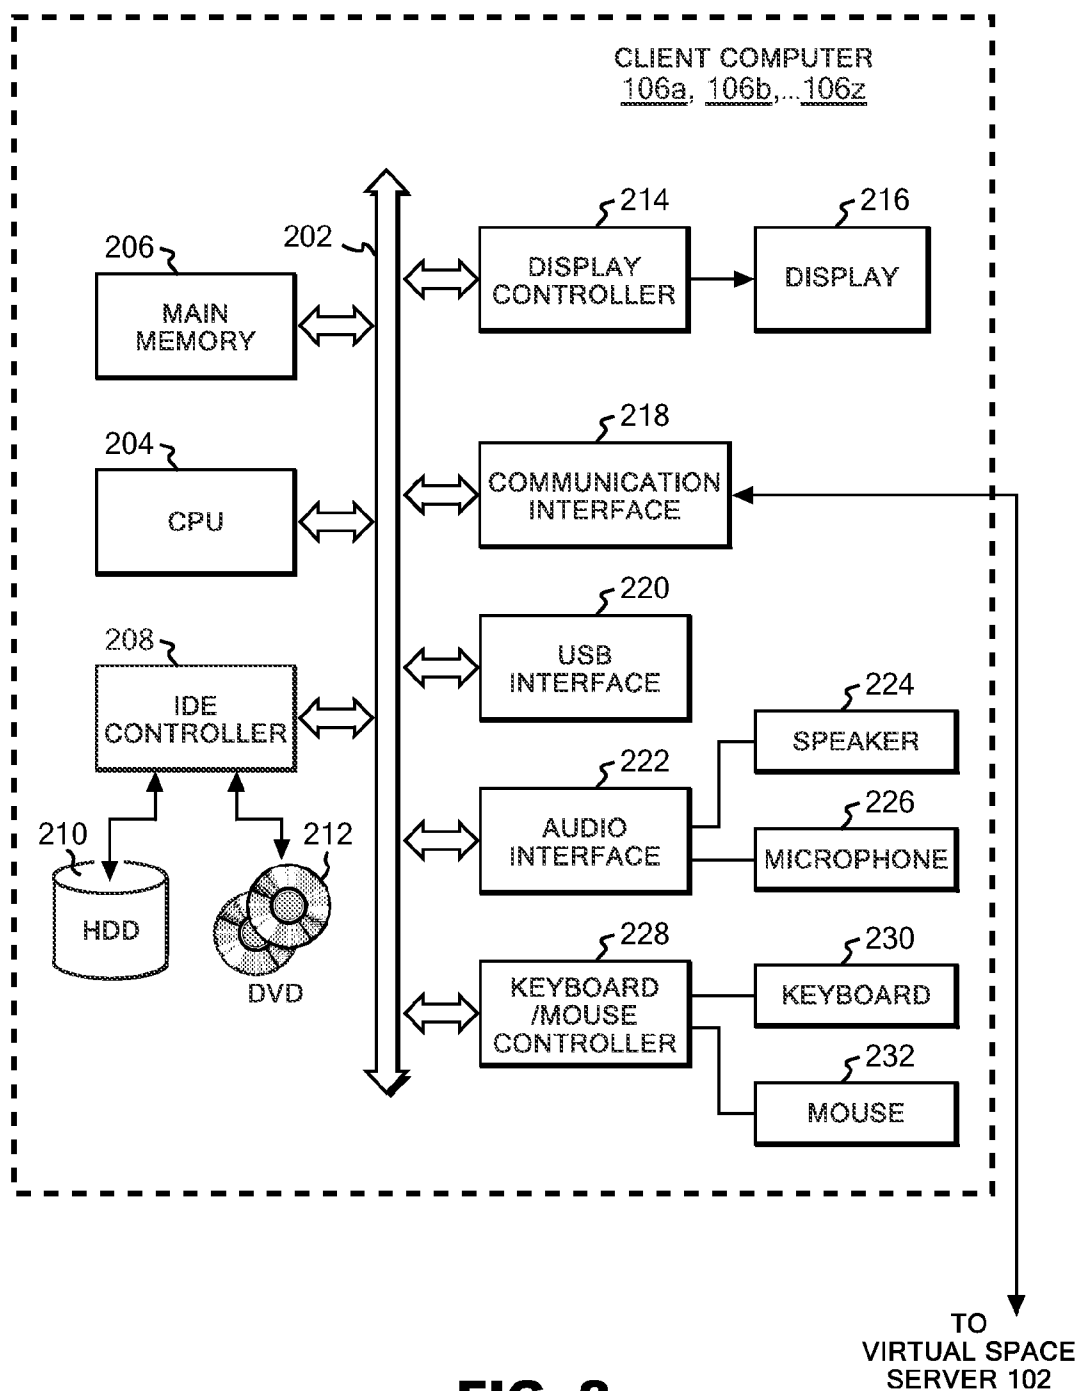 CLIENT COMPUTER
106a, 106b,...106z
214
216
202
206
DISPLAY
CONTROLLER
DISPLAY
MAIN
MEMORY
218
204
COMMUNICATION
INTERFACE
CPU
220
208
USB
INTERFACE
224
IDE
CONTROLLER
SPEAKER
222
226
210
212
AUDIO
INTERFACE
MICROPHONE
HDD
228
230
DVD
KEYBOARD
/MOUSE
CONTROLLER
KEYBOARD
232
MOUSE
TO
VIRTUAL SPACE
SERVER 102